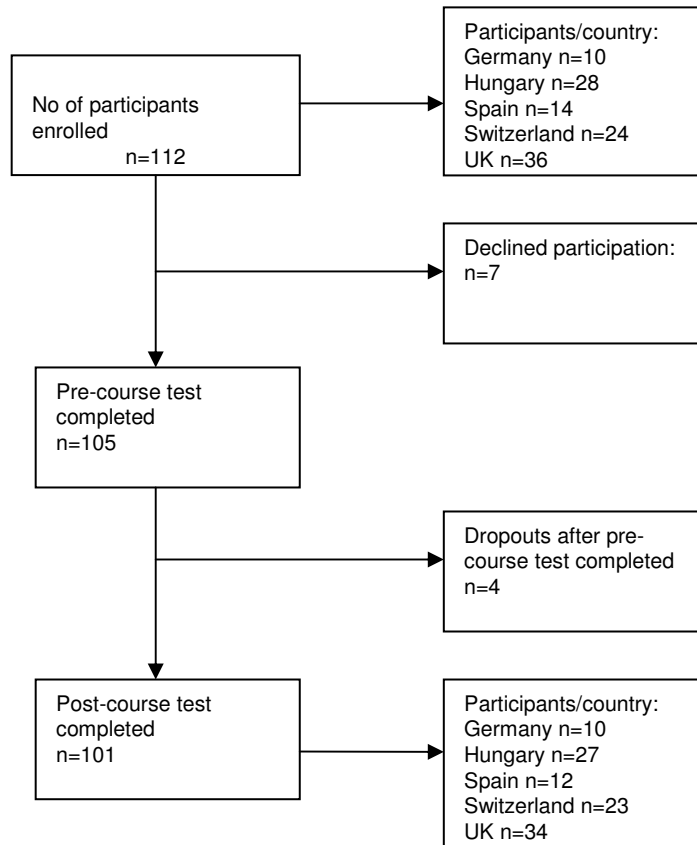 No of participants
enrolled
n=112
Participants/country:
Germany n=10
Hungary n=28
Spain n=14
Switzerland n=24
UK n=36
Declined participation:
n=7
Pre-course test
completed
n=105
Dropouts after pre-
course test completed
n=4
Post-course test
completed
n=101
Participants/country:
Germany n=10
Hungary n=27
Spain n=12
Switzerland n=23
UK n=34